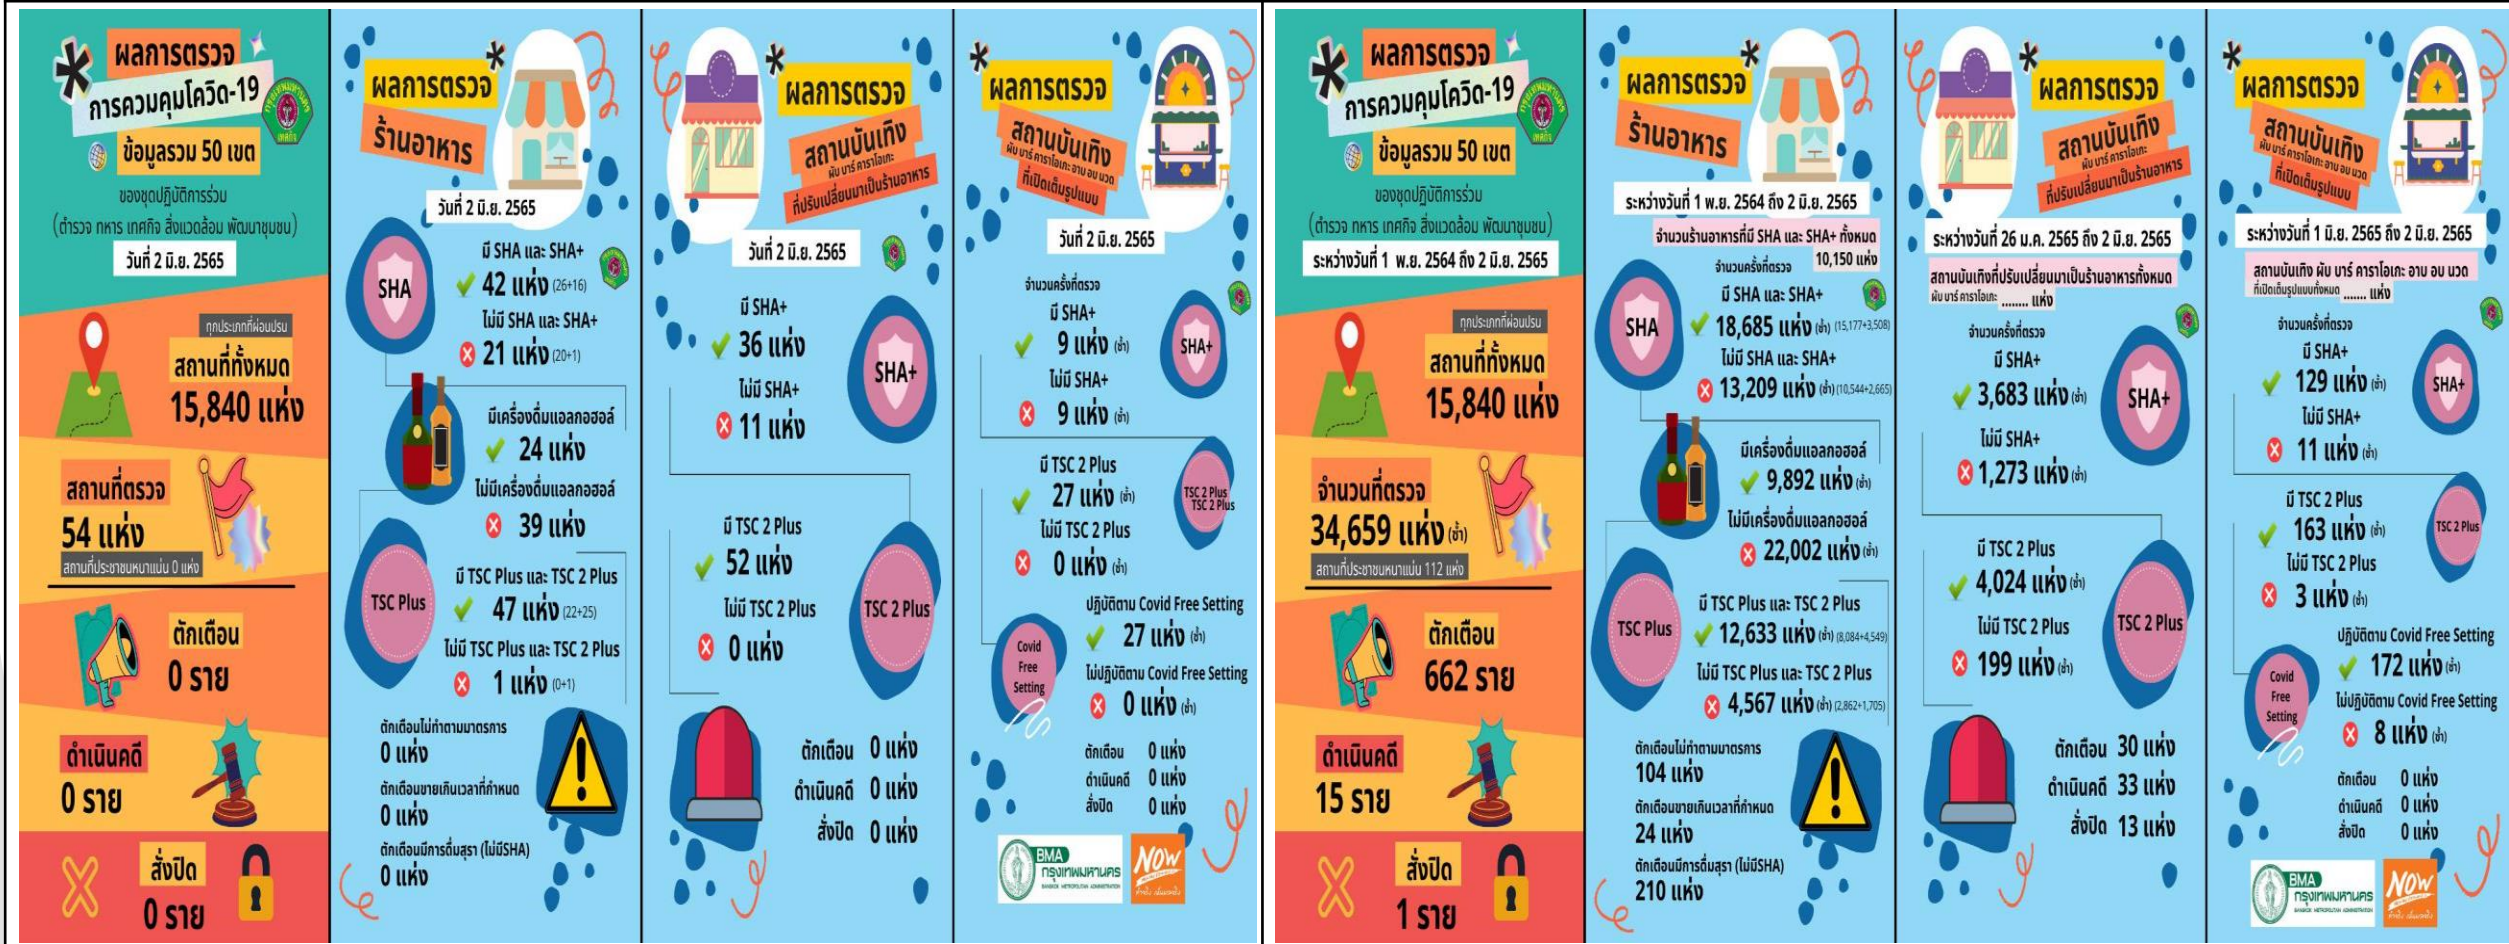 ผลการตรวจ
การควมคุมโควิด-19
ข้อมูลรวม 50 เขต
ของชุดปฏิบัติการร่วม
(ตำรวจ ทหาร เทศกิจ สิ่งแวดล้อม พัฒนาชุมชน)
วันที่ 2 มิ.ย. 2565
ทุกประเภทที่ผ่อนปรน
สถานที่ทั้งหมด
15,840 แห่ง
สถานที่ตรวจ
54 แห่ง
สถานที่ประชาชนหนาแน่น 0 แห่ง
ตักเตือน
0 ราย
ดำเนินคดี
0 ราย
สั่งปิด
0 ราย
ผลการตรวจ
ร้านอาหาร
วันที่ 2 มิ.ย. 2565
SHA
มี SHA และ SHA+
42 แห่ง (26+16)
ไม่มี SHA และ SHA+
21 แห่ง (20+1)
มีเครื่องดื่มแอลกอฮอล์
24 แห่ง
ไม่มีเครื่องดื่มแอลกอฮอล์
39 แห่ง
TSC Plus
มี TSC Plus และ TSC 2 Plus
47 แห่ง (22+25)
ไม่มี TSC Plus และ TSC 2 Plus
1 แห่ง (0+1)
ตักเตือนไม่ทำตามมาตรการ
0 แห่ง
ตักเตือนขายเกินเวลาที่กำหนด
0 แห่ง
ตักเตือนมีการดื่มสุรา (ไม่มีSHA)
0 แห่ง
ผลการตรวจ
สถานบันเทิง
ผับ บาร์ คาราโอเกะ
ที่ปรับเปลี่ยนมาเป็นร้านอาหาร
วันที่ 2 มิ.ย. 2565
มี SHA+
36 แห่ง
ไม่มี SHA+
11 แห่ง
SHA+
มี TSC 2 Plus
52 แห่ง
ไม่มี TSC 2 Plus
0 แห่ง
TSC 2 Plus
ตักเตือน 0 แห่ง
ดำเนินคดี 0 แห่ง
สั่งปิด 0 แห่ง
ผลการตรวจ
สถานบันเทิง
ผับ บาร์ คาราโอเกะ อาบ อบ นวด
ที่เปิดเต็มรูปแบบ
วันที่ 2 มิ.ย. 2565
จำนวนครั้งที่ตรวจ
มี SHA+
9 แห่ง (ซ้ำ)
ไม่มี SHA+
9 แห่ง (ซ้ำ)
SHA+
มี TSC 2 Plus
27 แห่ง (ซ้ำ)
ไม่มี TSC 2 Plus
0 แห่ง (ซ้ำ)
TSC 2 Plus
TSC 2 Plus
ปฏิบัติตาม Covid Free Setting
27 แห่ง (ซ้ำ)
ไม่ปฏิบัติตาม Covid Free Setting
0 แห่ง (ซ้ำ)
Covid
Free
Setting
ตักเตือน 0 แห่ง
ดำเนินคดี 0 แห่ง
สั่งปิด 0 แห่ง
BMA
กรุงเทพมหานคร
BANGKOK METROPOLITAN ADMINISTRATION
NOW
ผลการตรวจ
การควมคุมโควิด-19
ข้อมูลรวม 50 เขต
ของชุดปฏิบัติการร่วม
(ตำรวจ ทหาร เทศกิจ สิ่งแวดล้อม พัฒนาชุมชน)
ระหว่างวันที่ 1 พ.ย. 2564 ถึง 2 มิ.ย. 2565
ทุกประเภทที่ผ่อนปรน
สถานที่ทั้งหมด
15,840 แห่ง
จำนวนที่ตรวจ
34,659 แห่ง (ซ้ำ)
สถานที่ประชาชนหนาแน่น 112 แห่ง
ตักเตือน
662 ราย
ดำเนินคดี
15 ราย
สั่งปิด
1 ราย
ผลการตรวจ
ร้านอาหาร
ระหว่างวันที่ 1 พ.ย. 2564 ถึง 2 มิ.ย. 2565
จำนวนร้านอาหารที่มี SHA และ SHA+ ทั้งหมด
10,150 แห่ง
จำนวนครั้งที่ตรวจ
SHA
มี SHA และ SHA+
18,685 แห่ง (ซ้ำ) (15,177+3,508)
ไม่มี SHA และ SHA+
13,209 แห่ง (ซ้ำ) (10,544+2,665)
มีเครื่องดื่มแอลกอฮอล์
9,892 แห่ง (ซ้ำ)
ไม่มีเครื่องดื่มแอลกอฮอล์
22,002 แห่ง (ซ้ำ)
TSC Plus
มี TSC Plus และ TSC 2 Plus
12,633 แห่ง (ซ้ำ) (8,084+4,549)
ไม่มี TSC Plus และ TSC 2 Plus
4,567 แห่ง (ซ้ำ) (2,862+1,705)
ตักเตือนไม่ทำตามมาตรการ
104 แห่ง
ตักเตือนขายเกินเวลาที่กำหนด
24 แห่ง
ตักเตือนมีการดื่มสุรา (ไม่มีSHA)
210 แห่ง
ผลการตรวจ
สถานบันเทิง
ผับ บาร์ คาราโอเกะ
ที่ปรับเปลี่ยนมาเป็นร้านอาหาร
ระหว่างวันที่ 26 ม.ค. 2565 ถึง 2 มิ.ย. 2565
สถานบันเทิงที่ปรับเปลี่ยนมาเป็นร้านอาหารทั้งหมด
ผับ บาร์ คาราโอเกะ ........ แห่ง
จำนวนครั้งที่ตรวจ
มี SHA+
3,683 แห่ง (ซ้ำ)
ไม่มี SHA+
1,273 แห่ง (ซ้ำ)
SHA+
มี TSC 2 Plus
4,024 แห่ง (ซ้ำ)
ไม่มี TSC 2 Plus
199 แห่ง (ซ้ำ)
TSC 2 Plus
ตักเตือน 30 แห่ง
ดำเนินคดี 33 แห่ง
สั่งปิด 13 แห่ง
ผลการตรวจ
สถานบันเทิง
ผับ บาร์ คาราโอเกะ อาบ อบ นวด
ที่เปิดเต็มรูปแบบ
ระหว่างวันที่ 1 มิ.ย. 2565 ถึง 2 มิ.ย. 2565
สถานบันเทิง ผับ บาร์ คาราโอเกะ อาบ อบ นวด
ที่เปิดเต็มรูปแบบทั้งหมด ....... แห่ง
จำนวนครั้งที่ตรวจ
มี SHA+
129 แห่ง (ซ้ำ)
ไม่มี SHA+
11 แห่ง (ซ้ำ)
SHA+
มี TSC 2 Plus
163 แห่ง (ซ้ำ)
ไม่มี TSC 2 Plus
3 แห่ง (ซ้ำ)
TSC 2 Plus
ปฏิบัติตาม Covid Free Setting
172 แห่ง (ซ้ำ)
ไม่ปฏิบัติตาม Covid Free Setting
8 แห่ง (ซ้ำ)
Covid
Free
Setting
ตักเตือน 0 แห่ง
ดำเนินคดี 0 แห่ง
สั่งปิด 0 แห่ง
BMA
กรุงเทพมหานคร
BANGKOK METROPOLITAN ADMINISTRATION
NOW